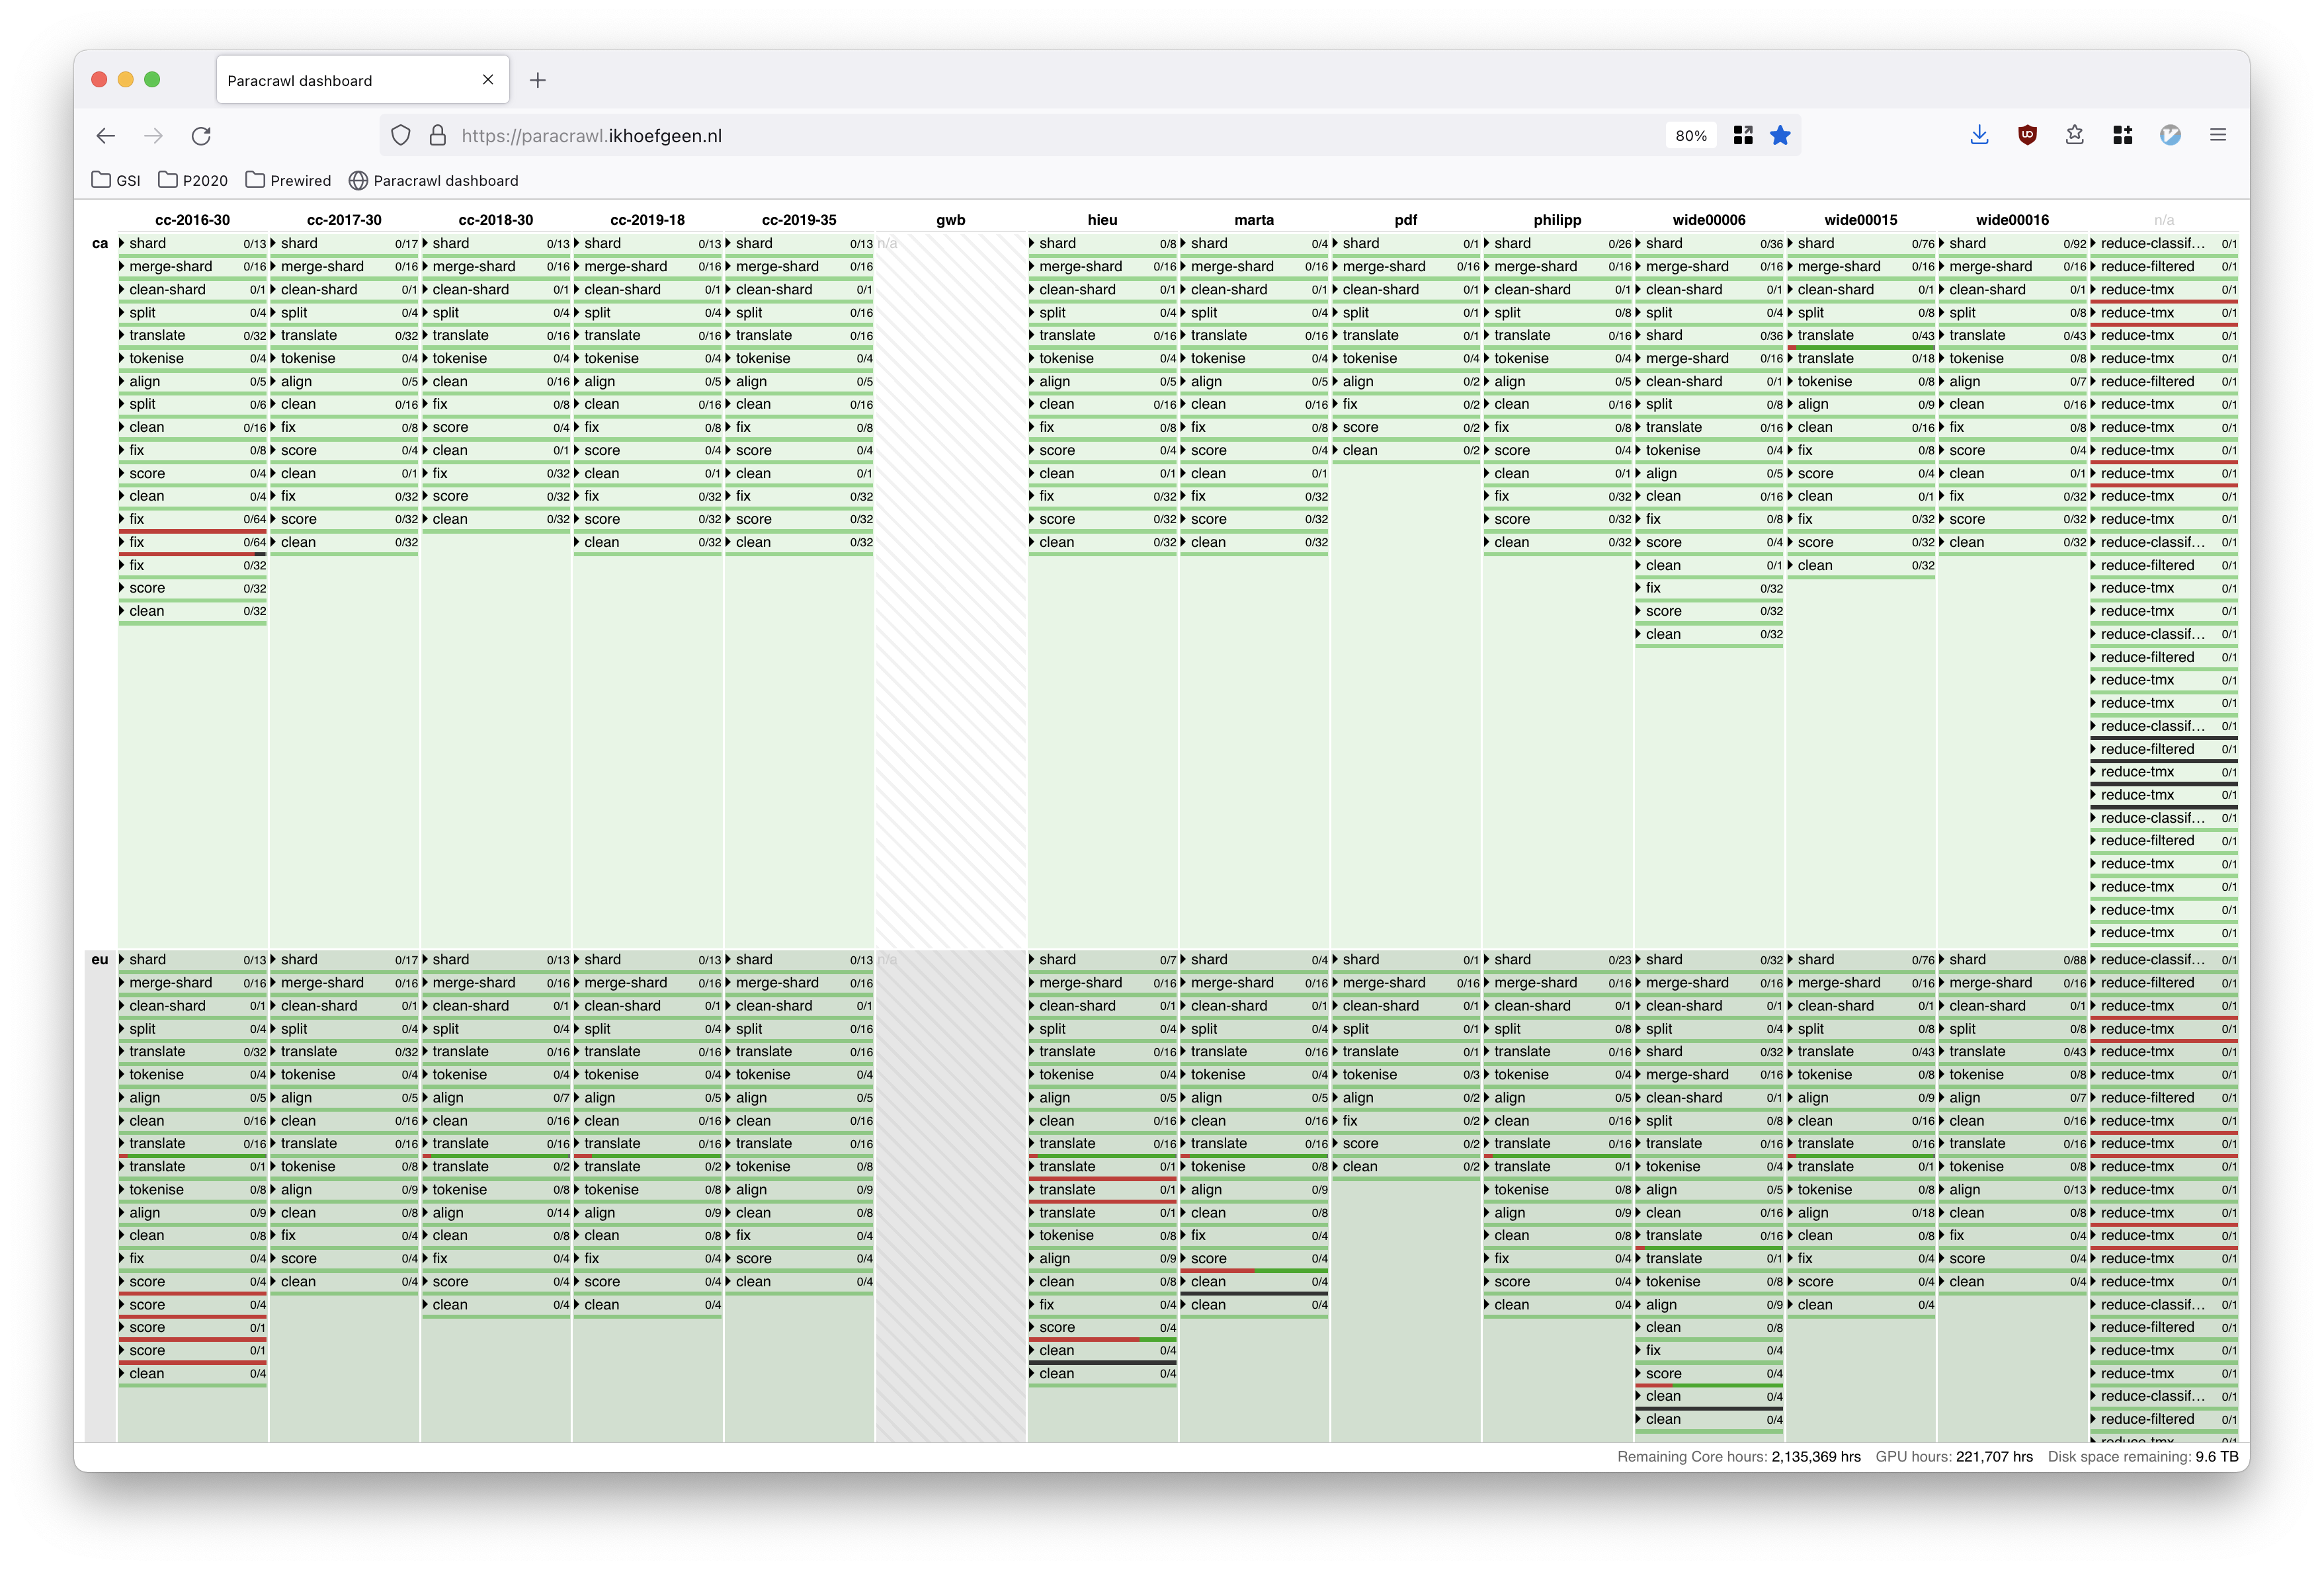 Paracrawl dashboard
https://paracrawl.ikhoefgeen.nl 80%
GSI P2020 Prewired Paracrawl dashboard
cc-2016-30 cc-2017-30 cc-2018-30 cc-2019-18 cc-2019-35 gwb hieu marta pdf philipp wide00006 wide00015 wide00016 n/a
ca shard 0/13 shard 0/17 shard 0/13 shard 0/13 shard 0/13 n/a shard 0/8 shard 0/4 shard 0/1 shard 0/26 shard 0/36 shard 0/76 shard 0/92 reduce-classif... 0/1
merge-shard 0/16 merge-shard 0/16 merge-shard 0/16 merge-shard 0/16 merge-shard 0/16 merge-shard 0/16 merge-shard 0/16 merge-shard 0/16 merge-shard 0/16 merge-shard 0/16 merge-shard 0/16 merge-shard 0/16 reduce-filtered 0/1
clean-shard 0/1 clean-shard 0/1 clean-shard 0/1 clean-shard 0/1 clean-shard 0/1 clean-shard 0/1 clean-shard 0/1 clean-shard 0/1 clean-shard 0/1 clean-shard 0/1 clean-shard 0/1 clean-shard 0/1 reduce-tmx 0/1
split 0/4 split 0/4 split 0/4 split 0/4 split 0/16 split 0/4 split 0/4 split 0/1 split 0/8 split 0/4 split 0/8 split 0/8 reduce-tmx 0/1
translate 0/32 translate 0/32 translate 0/16 translate 0/16 translate 0/16 translate 0/16 translate 0/16 translate 0/1 translate 0/16 shard 0/36 translate 0/43 translate 0/43 reduce-tmx 0/1
tokenise 0/4 tokenise 0/4 tokenise 0/4 tokenise 0/4 tokenise 0/4 tokenise 0/4 tokenise 0/4 tokenise 0/4 tokenise 0/4 merge-shard 0/16 translate 0/18 tokenise 0/8 reduce-tmx 0/1
align 0/5 align 0/5 clean 0/16 align 0/5 align 0/5 align 0/5 align 0/5 align 0/2 align 0/5 clean-shard 0/1 tokenise 0/8 align 0/7 reduce-filtered 0/1
split 0/6 clean 0/16 fix 0/8 clean 0/16 clean 0/16 clean 0/16 clean 0/16 fix 0/2 clean 0/16 split 0/8 align 0/9 clean 0/16 reduce-tmx 0/1
clean 0/16 fix 0/8 score 0/4 fix 0/8 fix 0/8 fix 0/8 fix 0/8 score 0/2 fix 0/8 translate 0/16 clean 0/16 fix 0/8 reduce-tmx 0/1
fix 0/8 score 0/4 clean 0/1 score 0/4 score 0/4 score 0/4 score 0/4 clean 0/2 score 0/4 tokenise 0/4 fix 0/8 score 0/4 reduce-tmx 0/1
score 0/4 clean 0/1 fix 0/32 clean 0/1 clean 0/1 clean 0/1 clean 0/1 clean 0/1 align 0/5 score 0/4 clean 0/1 reduce-tmx 0/1
clean 0/4 fix 0/32 score 0/32 fix 0/32 fix 0/32 fix 0/32 fix 0/32 fix 0/32 clean 0/16 clean 0/1 fix 0/32 reduce-tmx 0/1
fix 0/64 score 0/32 clean 0/32 score 0/32 score 0/32 score 0/32 score 0/32 score 0/32 fix 0/8 fix 0/32 score 0/32 reduce-tmx 0/1
fix 0/64 clean 0/32 clean 0/32 clean 0/32 clean 0/32 clean 0/32 clean 0/32 score 0/4 score 0/32 clean 0/32 reduce-classif... 0/1
fix 0/32 clean 0/1 clean 0/32 reduce-filtered 0/1
score 0/32 fix 0/32 reduce-tmx 0/1
clean 0/32 score 0/32 reduce-tmx 0/1
clean 0/32 reduce-classif... 0/1
reduce-filtered 0/1
reduce-tmx 0/1
reduce-tmx 0/1
reduce-classif... 0/1
reduce-filtered 0/1
reduce-tmx 0/1
reduce-tmx 0/1
reduce-classif... 0/1
reduce-filtered 0/1
reduce-tmx 0/1
reduce-tmx 0/1
reduce-tmx 0/1
reduce-tmx 0/1
eu shard 0/13 shard 0/17 shard 0/13 shard 0/13 shard 0/13 n/a shard 0/7 shard 0/4 shard 0/1 shard 0/23 shard 0/32 shard 0/76 shard 0/88 reduce-classif... 0/1
merge-shard 0/16 merge-shard 0/16 merge-shard 0/16 merge-shard 0/16 merge-shard 0/16 merge-shard 0/16 merge-shard 0/16 merge-shard 0/16 merge-shard 0/16 merge-shard 0/16 merge-shard 0/16 merge-shard 0/16 reduce-filtered 0/1
clean-shard 0/1 clean-shard 0/1 clean-shard 0/1 clean-shard 0/1 clean-shard 0/1 clean-shard 0/1 clean-shard 0/1 clean-shard 0/1 clean-shard 0/1 clean-shard 0/1 clean-shard 0/1 clean-shard 0/1 reduce-tmx 0/1
split 0/4 split 0/4 split 0/4 split 0/4 split 0/16 split 0/4 split 0/4 split 0/1 split 0/8 split 0/4 split 0/8 split 0/8 reduce-tmx 0/1
translate 0/32 translate 0/32 translate 0/16 translate 0/16 translate 0/16 translate 0/16 translate 0/16 translate 0/1 translate 0/16 shard 0/32 translate 0/43 translate 0/43 reduce-tmx 0/1
tokenise 0/4 tokenise 0/4 tokenise 0/4 tokenise 0/4 tokenise 0/4 tokenise 0/4 tokenise 0/4 tokenise 0/3 tokenise 0/4 merge-shard 0/16 tokenise 0/8 tokenise 0/8 reduce-tmx 0/1
align 0/5 align 0/5 align 0/7 align 0/5 align 0/5 align 0/5 align 0/5 align 0/2 align 0/5 clean-shard 0/1 align 0/9 align 0/7 reduce-filtered 0/1
clean 0/16 clean 0/16 clean 0/16 clean 0/16 clean 0/16 clean 0/16 clean 0/16 fix 0/2 clean 0/16 split 0/8 clean 0/16 clean 0/16 reduce-tmx 0/1
translate 0/16 translate 0/16 translate 0/16 translate 0/16 translate 0/16 translate 0/16 translate 0/16 score 0/2 translate 0/16 translate 0/16 translate 0/16 translate 0/16 reduce-tmx 0/1
translate 0/1 tokenise 0/8 translate 0/2 translate 0/2 tokenise 0/8 translate 0/1 tokenise 0/8 clean 0/2 translate 0/1 tokenise 0/4 translate 0/1 tokenise 0/8 reduce-tmx 0/1
tokenise 0/8 align 0/9 tokenise 0/8 tokenise 0/8 align 0/9 translate 0/1 align 0/9 tokenise 0/8 align 0/5 tokenise 0/8 align 0/13 reduce-tmx 0/1
align 0/9 clean 0/8 align 0/14 align 0/9 clean 0/8 translate 0/1 clean 0/8 align 0/9 clean 0/16 align 0/18 clean 0/8 reduce-tmx 0/1
clean 0/8 fix 0/4 clean 0/8 clean 0/8 fix 0/4 tokenise 0/8 fix 0/4 clean 0/8 translate 0/16 clean 0/8 fix 0/4 reduce-tmx 0/1
fix 0/4 score 0/4 fix 0/4 fix 0/4 score 0/4 align 0/9 score 0/4 fix 0/4 translate 0/1 fix 0/4 score 0/4 reduce-tmx 0/1
score 0/4 clean 0/4 score 0/4 score 0/4 clean 0/4 clean 0/8 clean 0/4 score 0/4 tokenise 0/8 score 0/4 clean 0/4 reduce-tmx 0/1
score 0/4 clean 0/4 clean 0/4 fix 0/4 clean 0/4 clean 0/4 align 0/9 clean 0/4 reduce-classif... 0/1
score 0/1 score 0/4 clean 0/8 reduce-filtered 0/1
score 0/1 clean 0/4 fix 0/4 reduce-tmx 0/1
clean 0/4 clean 0/4 score 0/4 reduce-tmx 0/1
clean 0/4 reduce-classif... 0/1
clean 0/4 reduce-filtered 0/1
Remaining Core hours: 2,135,369 hrs GPU hours: 221,707 hrs Disk space remaining: 9.6 TB